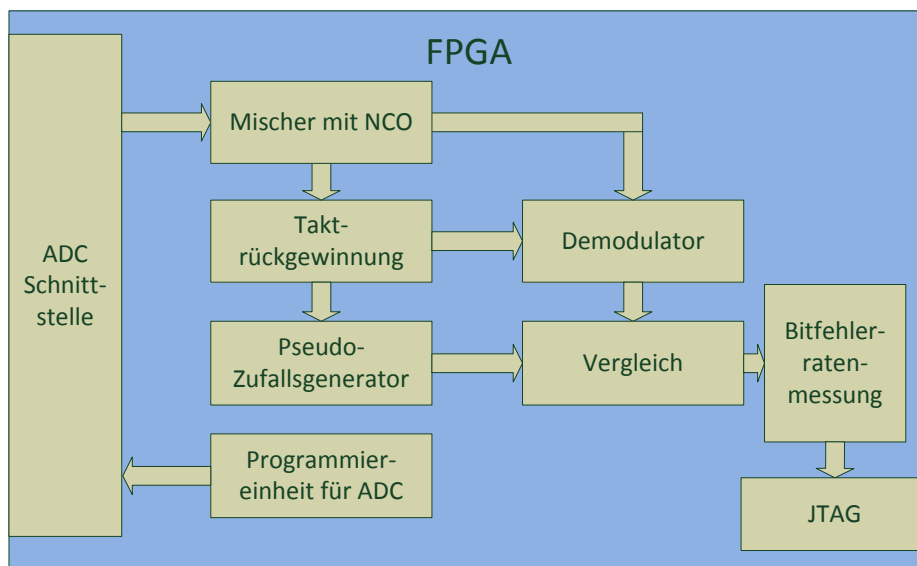 FPGA
ADC
Schnitt-
stelle
Mischer mit NCO
Takt-
rückgewinnung
Demodulator
Pseudo-
Zufallsgenerator
Vergleich
Bitfehler-
raten-
messung
Programmier-
einheit für ADC
JTAG